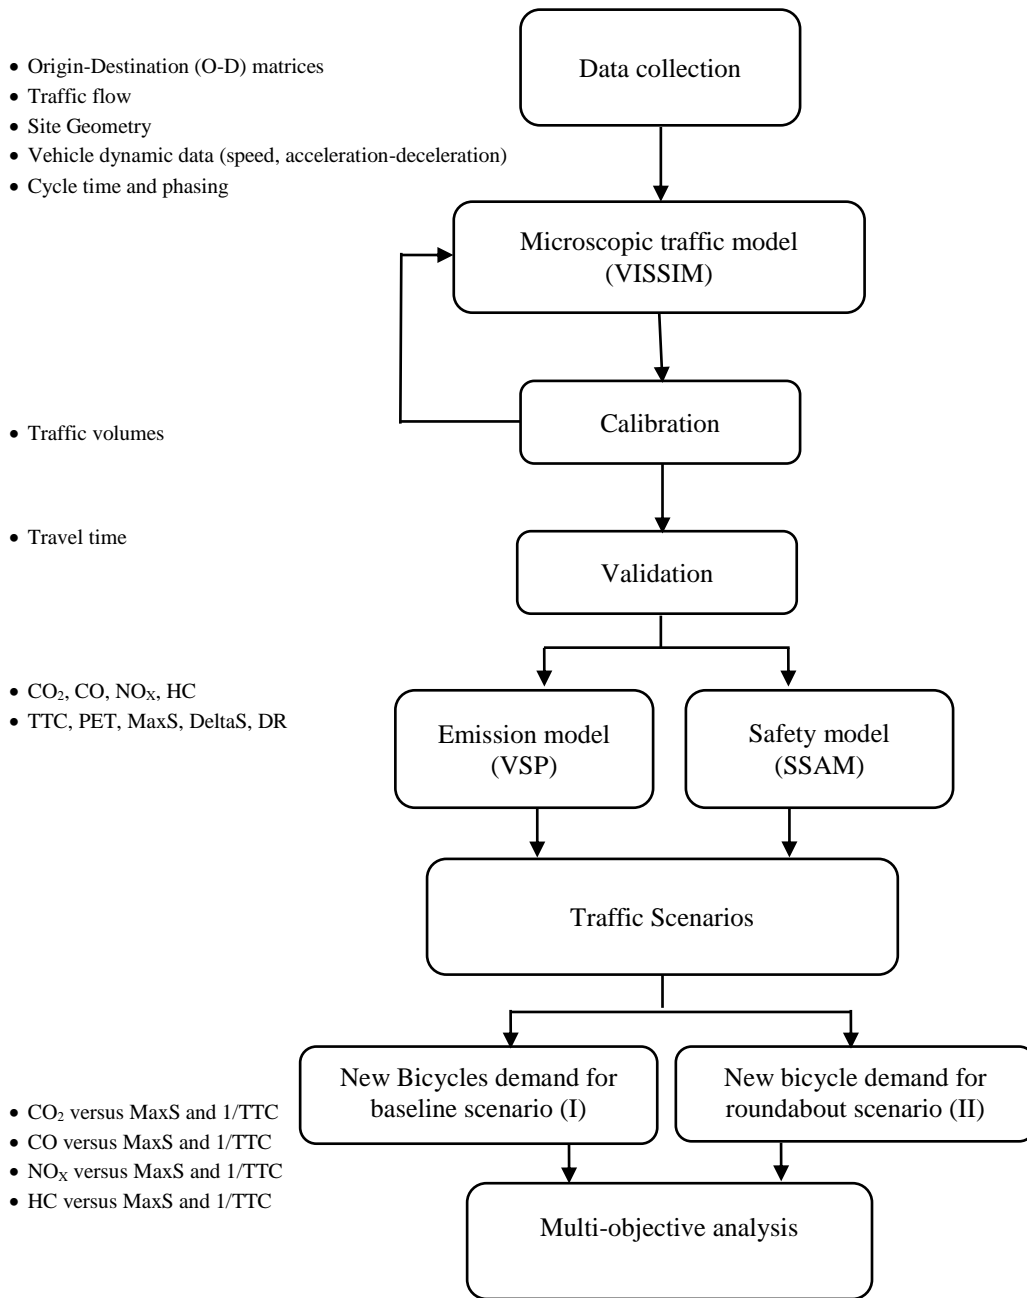 Data collection
• Origin-Destination (O-D) matrices
• Traffic flow
• Site Geometry
• Vehicle dynamic data (speed, acceleration-deceleration)
• Cycle time and phasing
Microscopic traffic model
(VISSIM)
Calibration
• Traffic volumes
• Travel time
Validation
• CO₂, CO, NOₓ, HC
• TTC, PET, MaxS, DeltaS, DR
Emission model
(VSP)
Safety model
(SSAM)
Traffic Scenarios
New Bicycles demand for
baseline scenario (I)
New bicycle demand for
roundabout scenario (II)
• CO₂ versus MaxS and 1/TTC
• CO versus MaxS and 1/TTC
• NOₓ versus MaxS and 1/TTC
• HC versus MaxS and 1/TTC
Multi-objective analysis